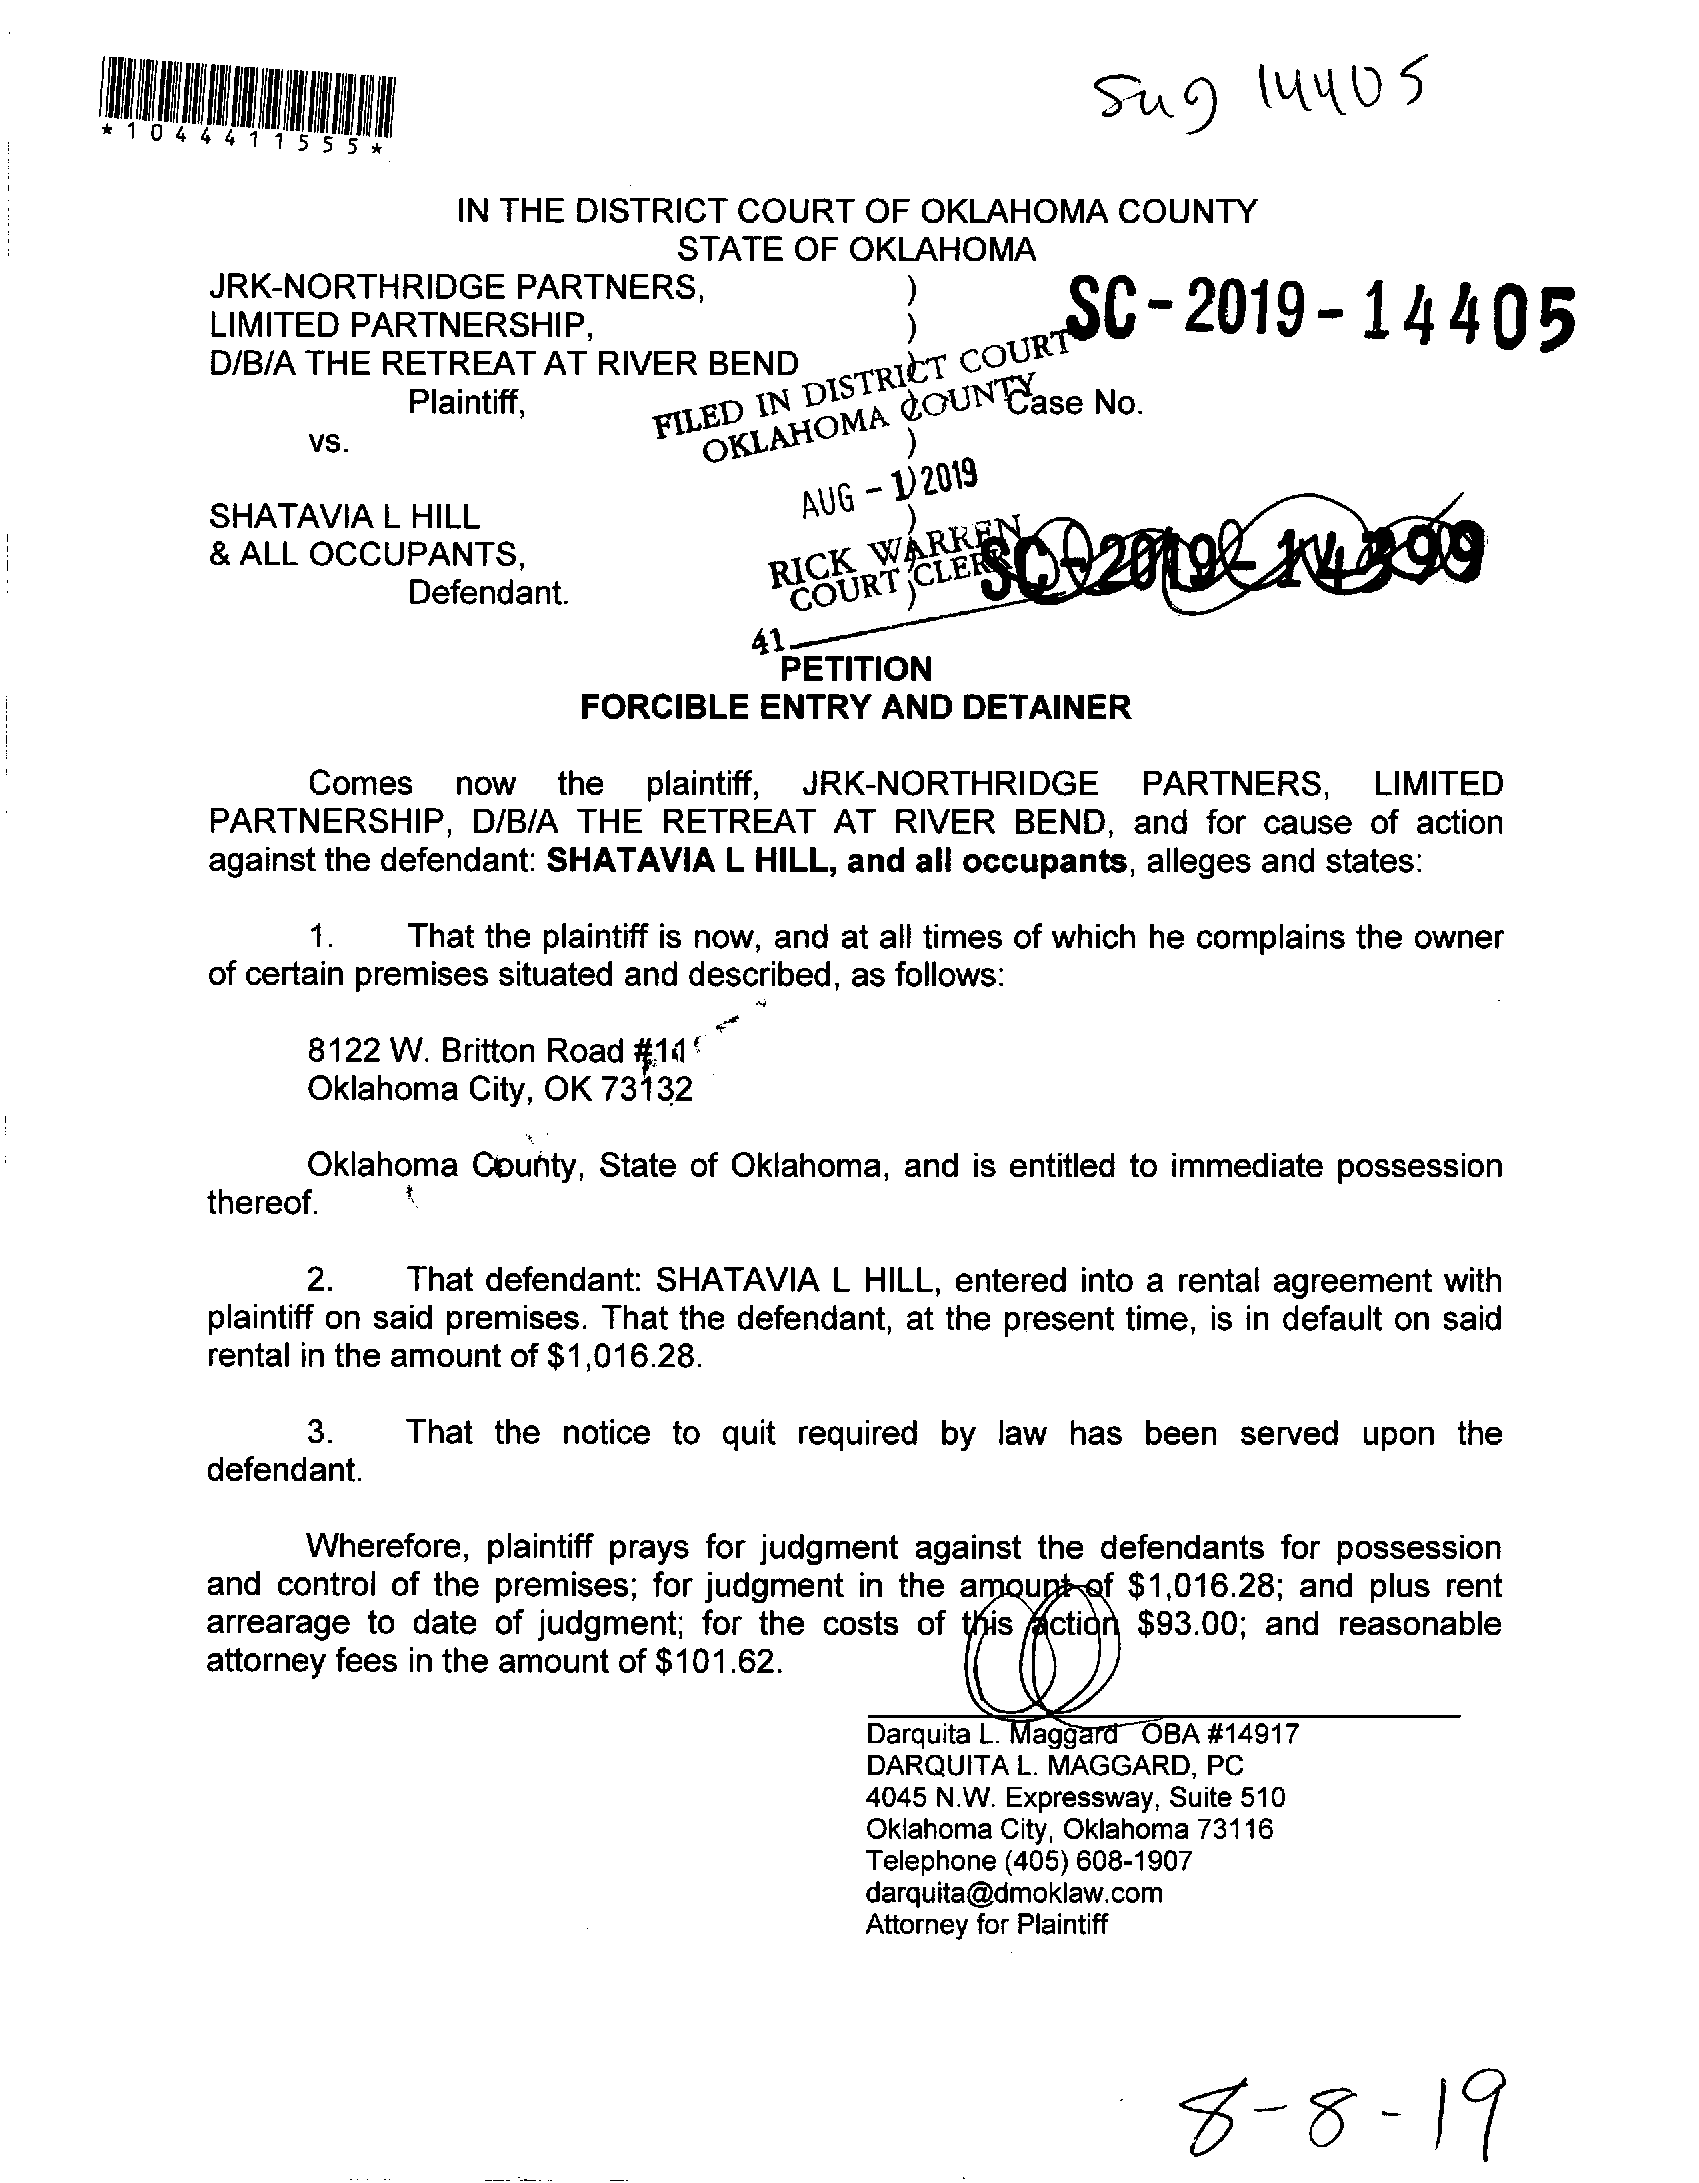 *1044411555*
Sug 14405
IN THE DISTRICT COURT OF OKLAHOMA COUNTY
STATE OF OKLAHOMA
JRK-NORTHRIDGE PARTNERS, )
LIMITED PARTNERSHIP, )
D/B/A THE RETREAT AT RIVER BEND )
SC-2019-14405
Plaintiff, ) Case No.
FILED IN DISTRICT COURT
OKLAHOMA COUNTY
vs. )
AUG - 1 2019
SHATAVIA L HILL )
& ALL OCCUPANTS,
Defendant. )
RICK WARREN
COURT CLERK
SC-2019-14399
41
PETITION
FORCIBLE ENTRY AND DETAINER
Comes now the plaintiff, JRK-NORTHRIDGE PARTNERS, LIMITED
PARTNERSHIP, D/B/A THE RETREAT AT RIVER BEND, and for cause of action
against the defendant: SHATAVIA L HILL, and all occupants, alleges and states:
1. That the plaintiff is now, and at all times of which he complains the owner
of certain premises situated and described, as follows:
8122 W. Britton Road
Oklahoma City, OK 73132
Oklahoma County, State of Oklahoma, and is entitled to immediate possession
thereof.
2. That defendant: SHATAVIA L HILL, entered into a rental agreement with
plaintiff on said premises. That the defendant, at the present time, is in default on said
rental in the amount of $1,016.28.
3. That the notice to quit required by law has been served upon the
defendant.
Wherefore, plaintiff prays for judgment against the defendants for possession
and control of the premises; for judgment in the amount of $1,016.28; and plus rent
arrearage to date of judgment; for the costs of this action $93.00; and reasonable
attorney fees in the amount of $101.62.
Darquita L. Maggard OBA #14917
DARQUITA L. MAGGARD, PC
4045 N.W. Expressway, Suite 510
Oklahoma City, Oklahoma 73116
Telephone (405) 608-1907
darquita@dmoklaw.com
Attorney for Plaintiff
8-8-19